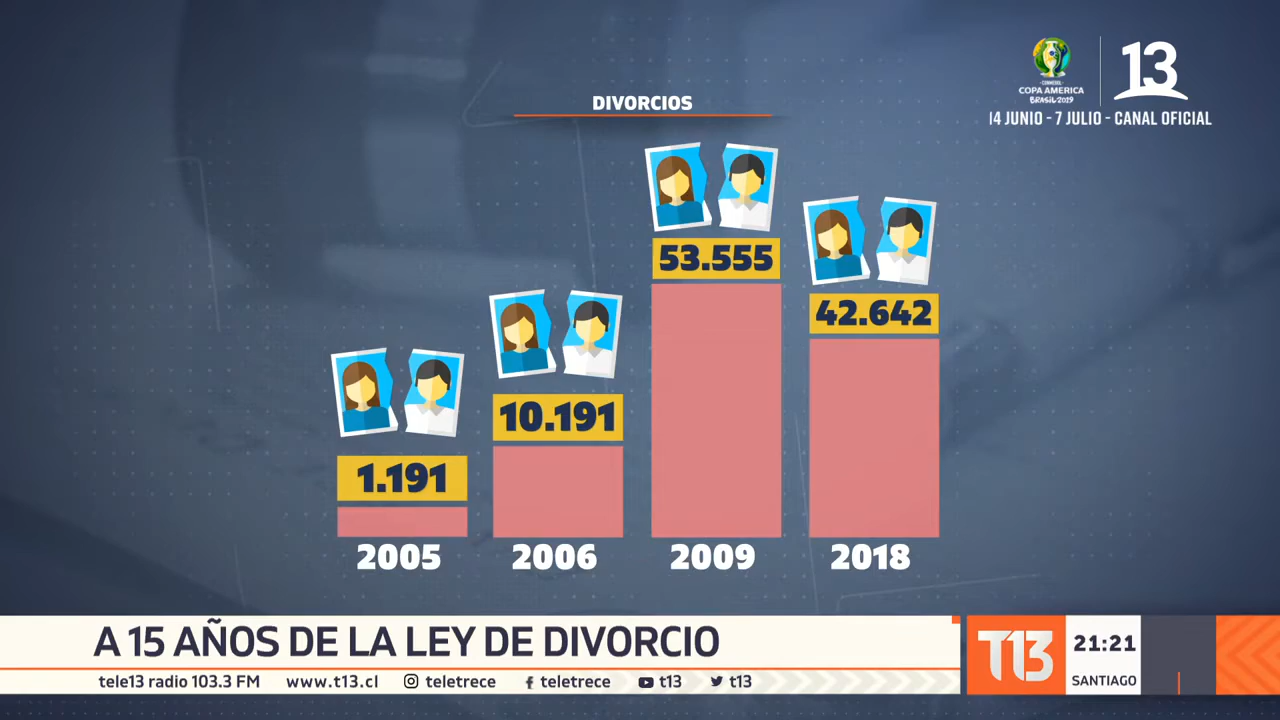 CONMEBOL
COPA AMERICA
BRASIL 2019
13
14 JUNIO - 7 JULIO - CANAL OFICIAL
DIVORCIOS
53.555
42.642
10.191
1.191
2005
2006
2009
2018
A 15 AÑOS DE LA LEY DE DIVORCIO
tele13 radio 103.3 FM www.t13.cl teletrece teletrece t13 t13
T13
21:21
SANTIAGO